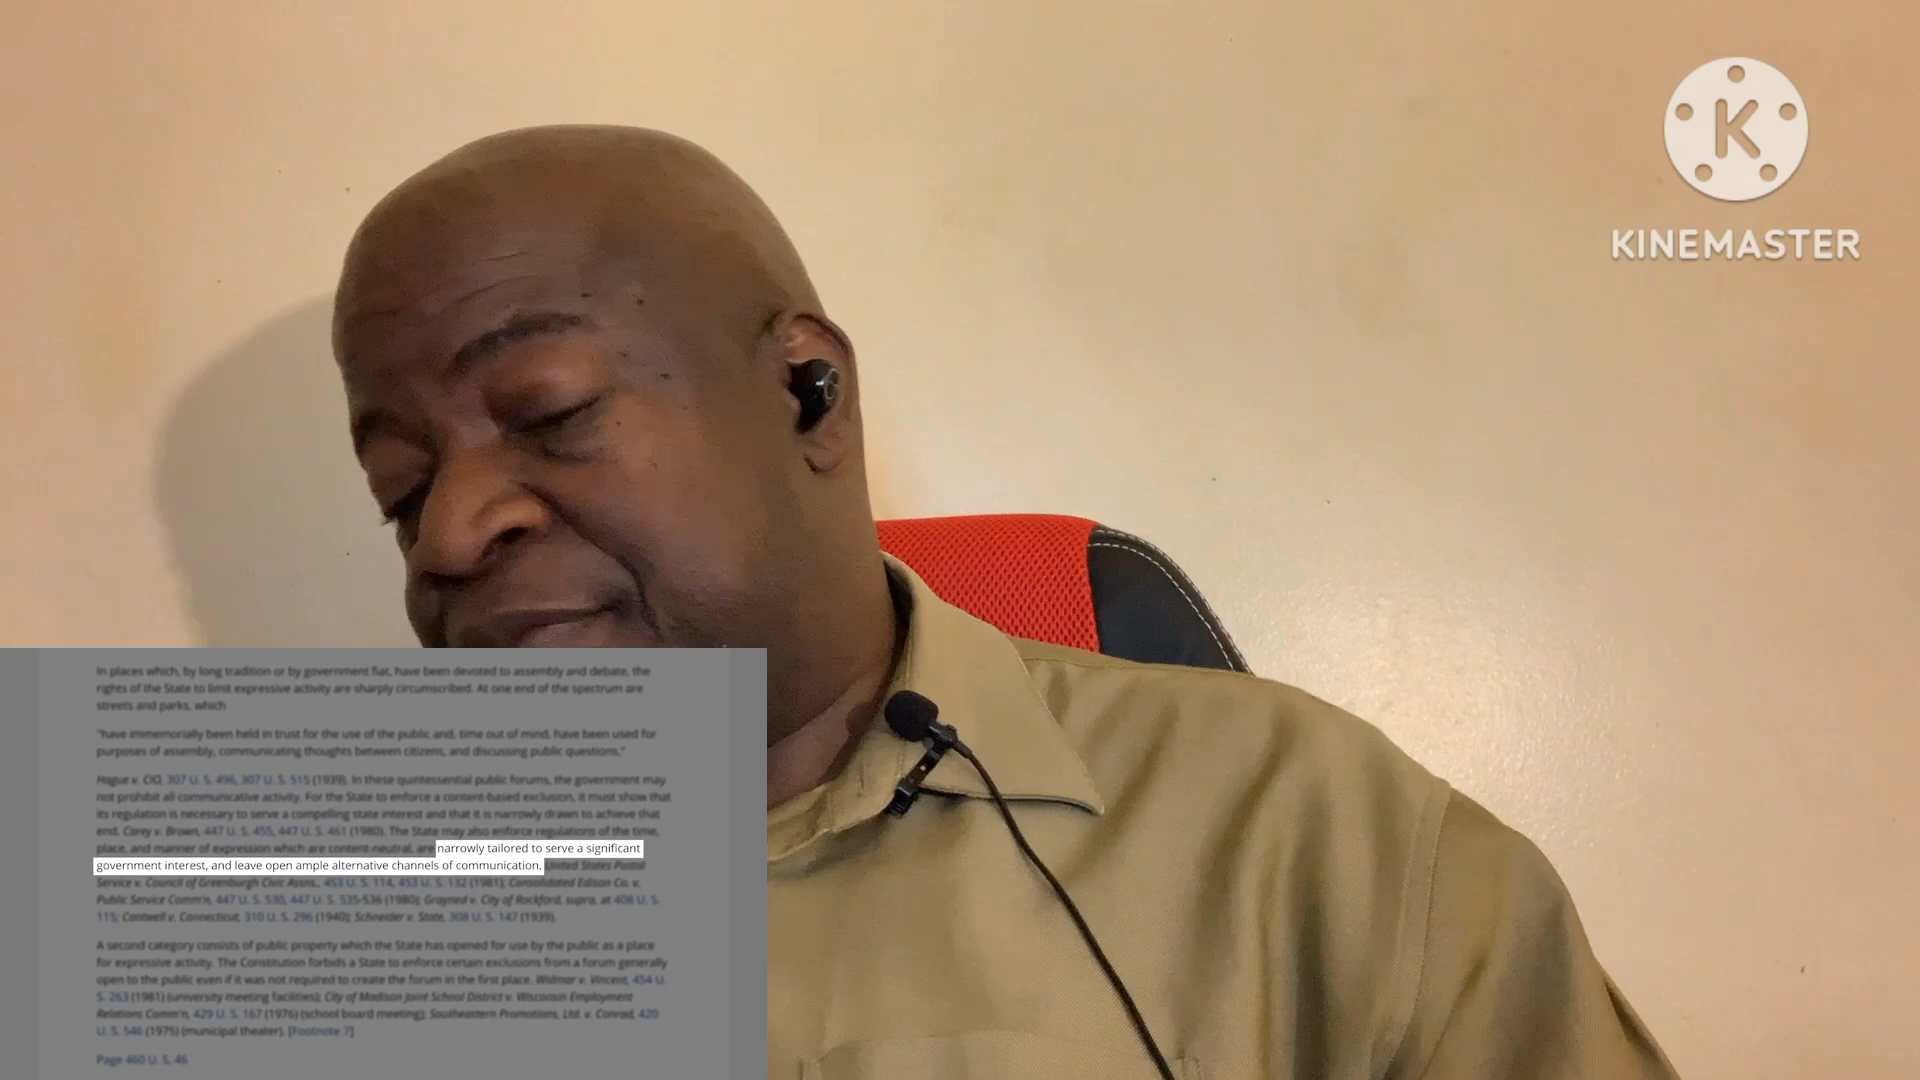 K
KINEMASTER
In places which, by long tradition or by government fiat, have been devoted to assembly and debate, the
rights of the State to limit expressive activity are sharply circumscribed. At one end of the spectrum are
streets and parks, which
"have immemorially been held in trust for the use of the public and, time out of mind, have been used for
purposes of assembly, communicating thoughts between citizens, and discussing public questions."
Hague v. CIO, 307 U. S. 496, 307 U. S. 515 (1939). In these quintessential public forums, the government may
not prohibit all communicative activity. For the State to enforce a content-based exclusion, it must show that
its regulation is necessary to serve a compelling state interest and that it is narrowly drawn to achieve that
end. Carey v. Brown, 447 U. S. 455, 447 U. S. 461 (1980). The State may also enforce regulations of the time,
place, and manner of expression which are content-neutral, are narrowly tailored to serve a significant
government interest, and leave open ample alternative channels of communication. United States Postal
Service v. Council of Greenburgh Civic Assns., 453 U. S. 114, 453 U. S. 132 (1981); Consolidated Edison Co. v.
Public Service Comm'n, 447 U. S. 530, 447 U. S. 535-536 (1980); Grayned v. City of Rockford, supra, at 408 U. S.
115; Cantwell v. Connecticut, 310 U. S. 296 (1940); Schneider v. State, 308 U. S. 147 (1939).
A second category consists of public property which the State has opened for use by the public as a place
for expressive activity. The Constitution forbids a State to enforce certain exclusions from a forum generally
open to the public even if it was not required to create the forum in the first place. Widmar v. Vincent, 454 U.
S. 263 (1981) (university meeting facilities); City of Madison Joint School District v. Wisconsin Employment
Relations Comm'n, 429 U. S. 167 (1976) (school board meeting); Southeastern Promotions, Ltd. v. Conrad, 420
U. S. 546 (1975) (municipal theater). [Footnote 7]
Page 460 U. S. 46